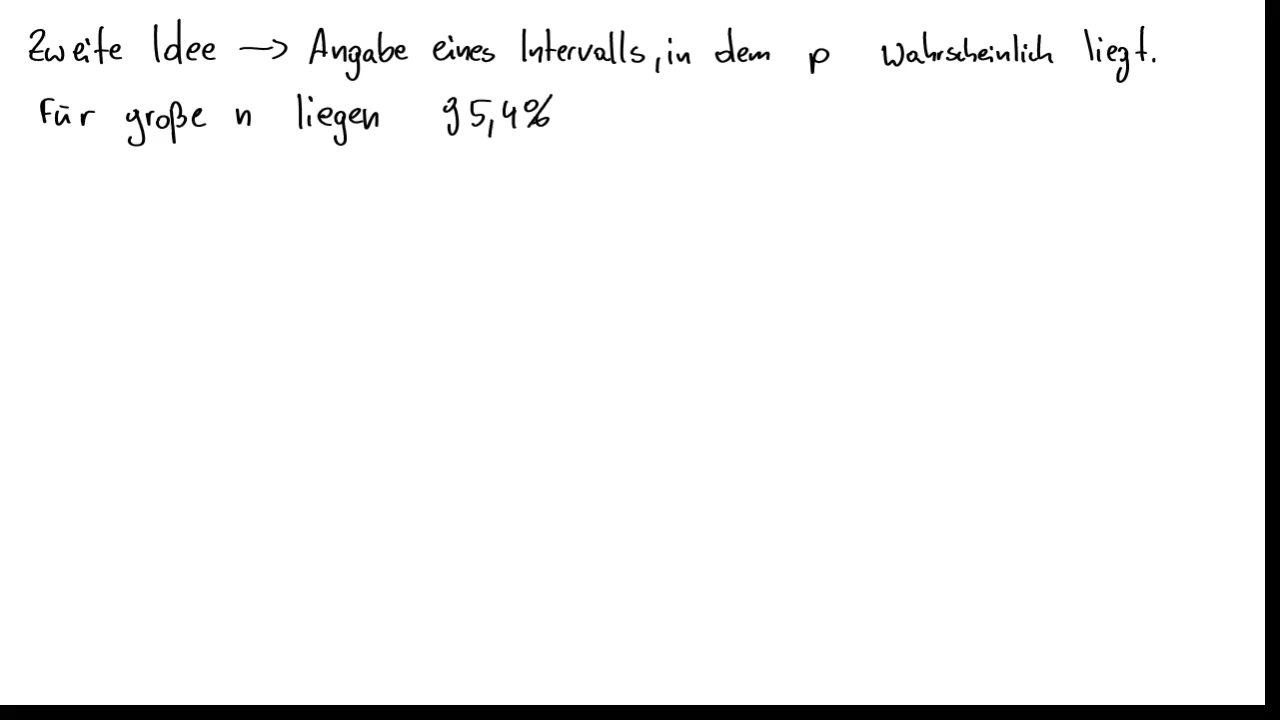 Zweite Idee → Angabe eines Intervalls, in dem p wahrscheinlich liegt.
Für große n liegen 95,4%